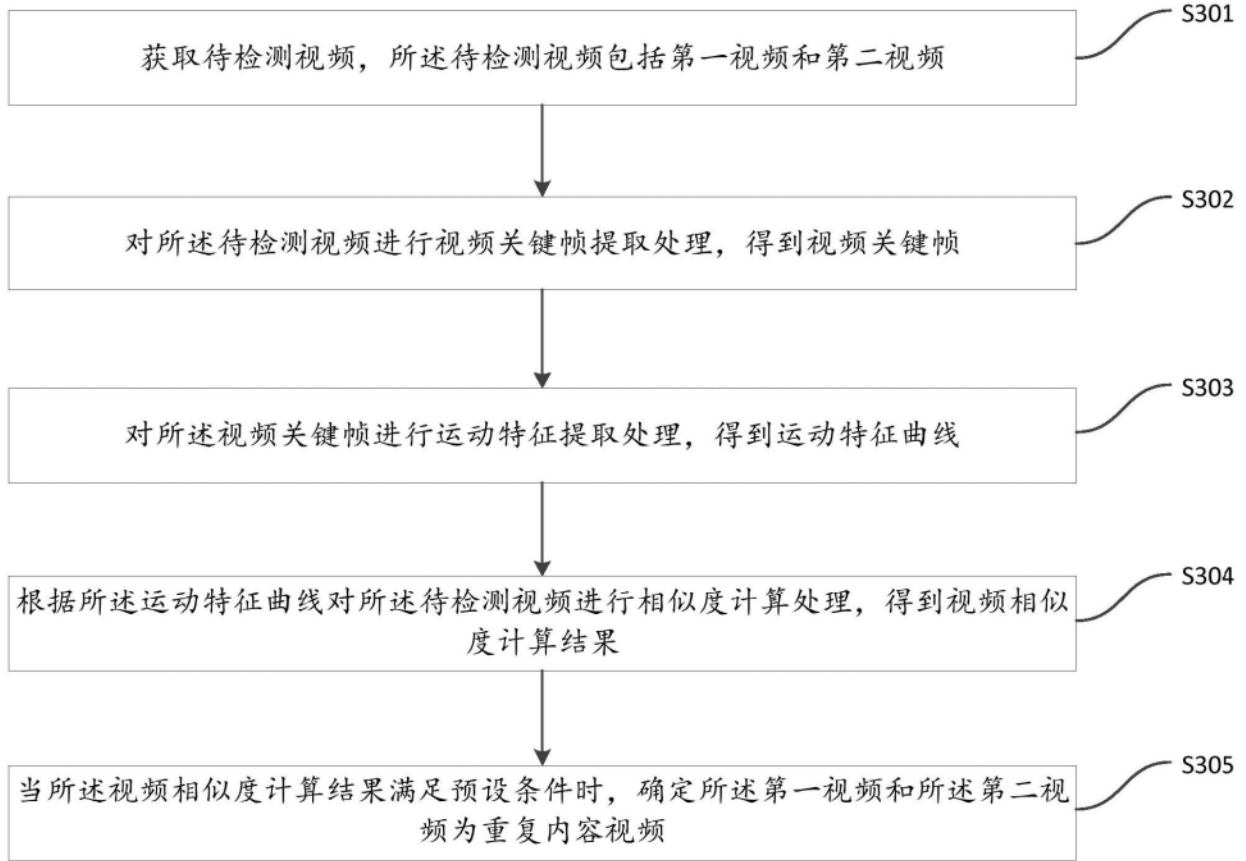 S301
获取待检测视频，所述待检测视频包括第一视频和第二视频
S302
对所述待检测视频进行视频关键帧提取处理，得到视频关键帧
S303
对所述视频关键帧进行运动特征提取处理，得到运动特征曲线
S304
根据所述运动特征曲线对所述待检测视频进行相似度计算处理，得到视频相似
度计算结果
S305
当所述视频相似度计算结果满足预设条件时，确定所述第一视频和所述第二视
频为重复内容视频